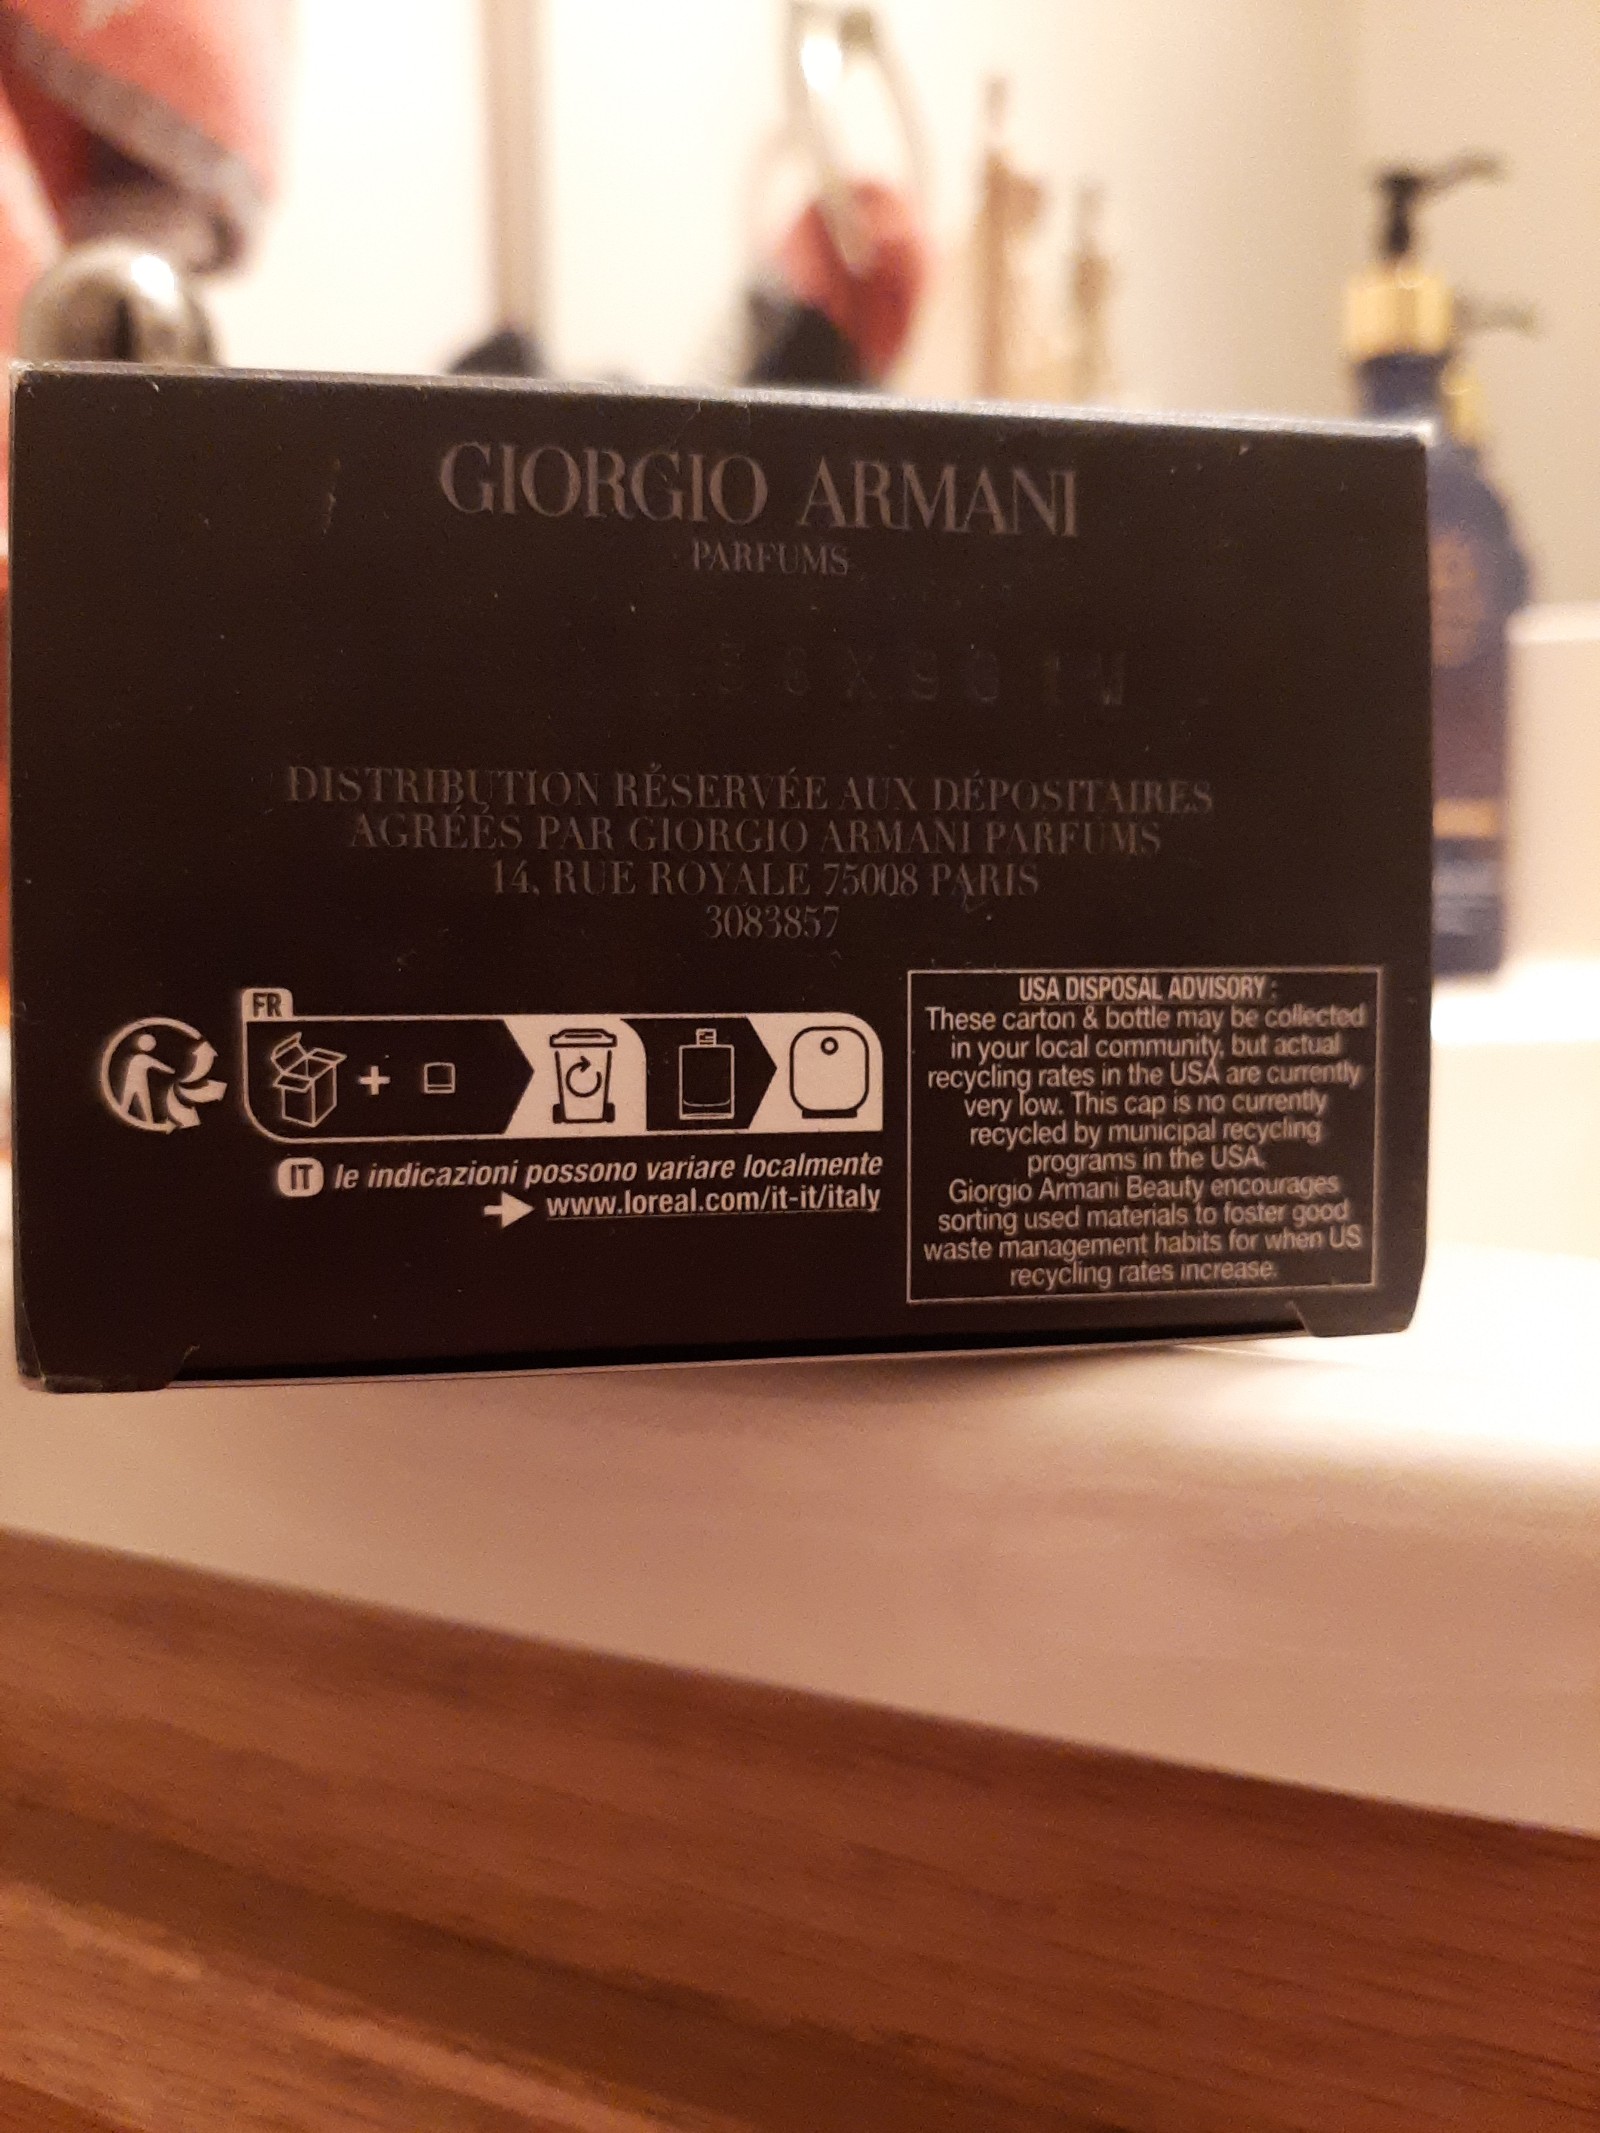 GIORGIO ARMANI
PARFUMS
DISTRIBUTION RÉSERVÉE AUX DÉPOSITAIRES
AGRÉÉS PAR GIORGIO ARMANI PARFUMS
14, RUE ROYALE 75008 PARIS
3083857
FR
+
IT le indicazioni possono variare localmente
www.loreal.com/it-it/italy
USA DISPOSAL ADVISORY :
These carton & bottle may be collected
in your local community, but actual
recycling rates in the USA are currently
very low. This cap is no currently
recycled by municipal recycling
programs in the USA.
Giorgio Armani Beauty encourages
sorting used materials to foster good
waste management habits for when US
recycling rates increase.